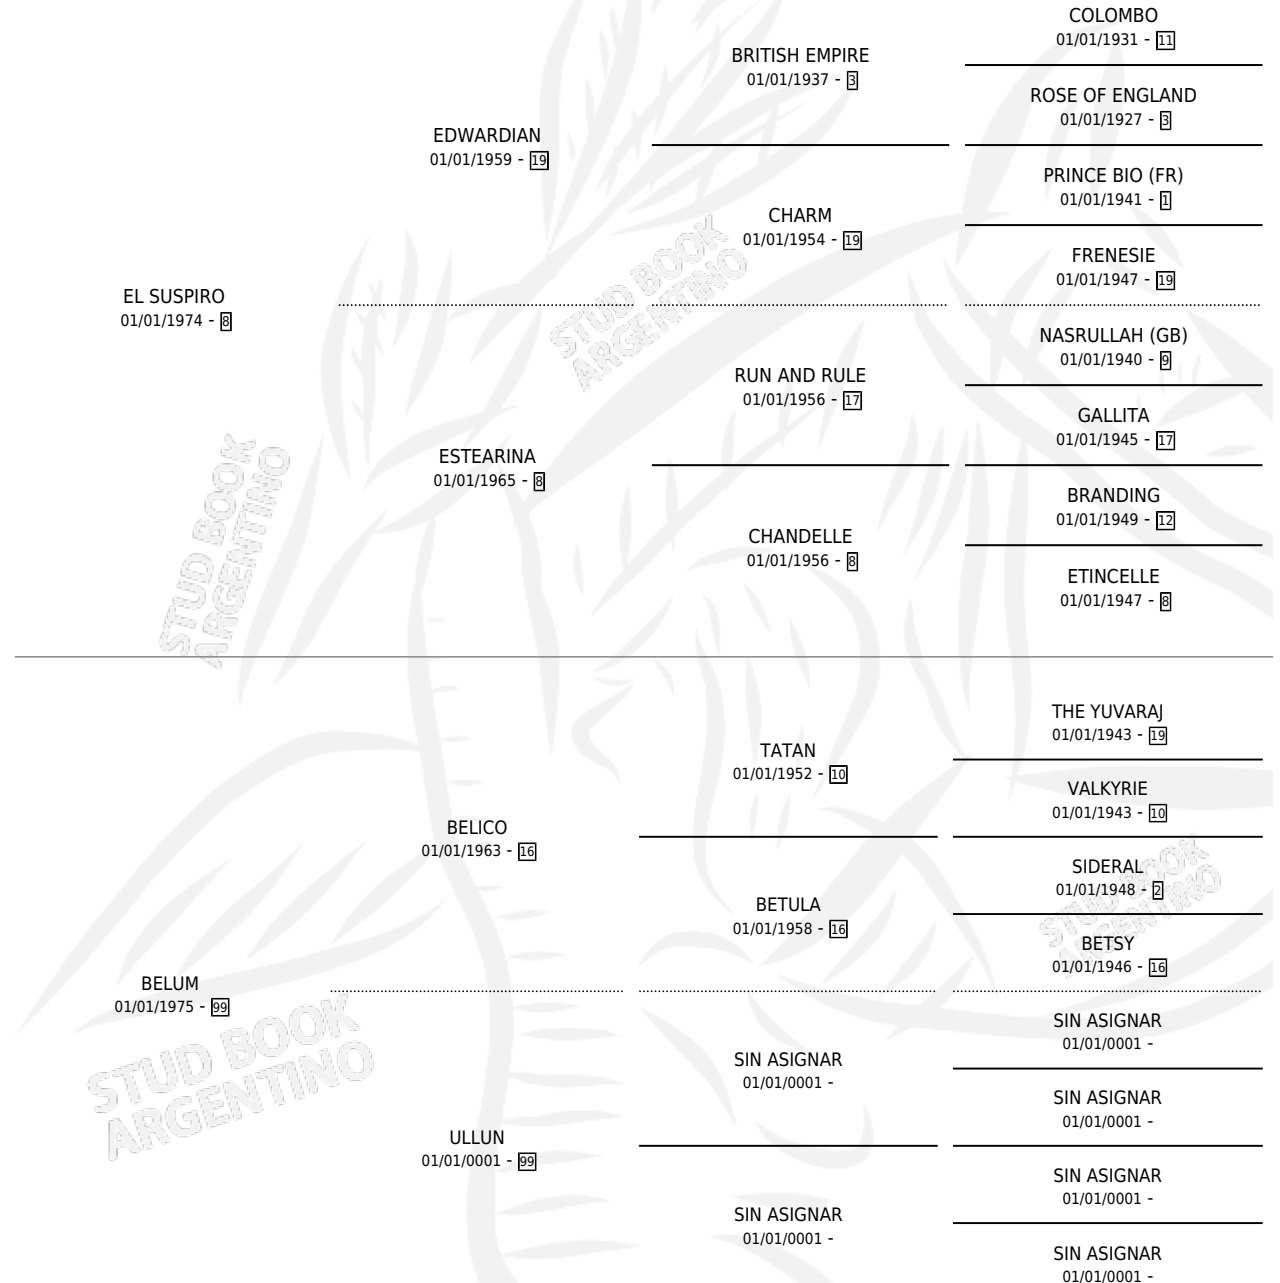 COLOMBO
01/01/1931 - 11
BRITISH EMPIRE
01/01/1937 - 3
ROSE OF ENGLAND
01/01/1927 - 3
EDWARDIAN
01/01/1959 - 19
PRINCE BIO (FR)
01/01/1941 - 1
CHARM
01/01/1954 - 19
FRENESIE
01/01/1947 - 19
EL SUSPIRO
01/01/1974 - 8
NASRULLAH (GB)
01/01/1940 - 9
RUN AND RULE
01/01/1956 - 17
GALLITA
01/01/1945 - 17
ESTEARINA
01/01/1965 - 8
BRANDING
01/01/1949 - 12
CHANDELLE
01/01/1956 - 8
ETINCELLE
01/01/1947 - 8
THE YUVARAJ
01/01/1943 - 19
TATAN
01/01/1952 - 10
VALKYRIE
01/01/1943 - 10
BELICO
01/01/1963 - 16
SIDERAL
01/01/1948 - 2
BETULA
01/01/1958 - 16
BETSY
01/01/1946 - 16
BELUM
01/01/1975 - 99
SIN ASIGNAR
01/01/0001 -
SIN ASIGNAR
01/01/0001 -
SIN ASIGNAR
01/01/0001 -
ULLUN
01/01/0001 - 99
SIN ASIGNAR
01/01/0001 -
SIN ASIGNAR
01/01/0001 -
SIN ASIGNAR
01/01/0001 -
STUD BOOK
ARGENTINO
STUD BOOK
ARGENTINO
STUD BOOK
ARGENTINO
STUD BOOK
ARGENTINO